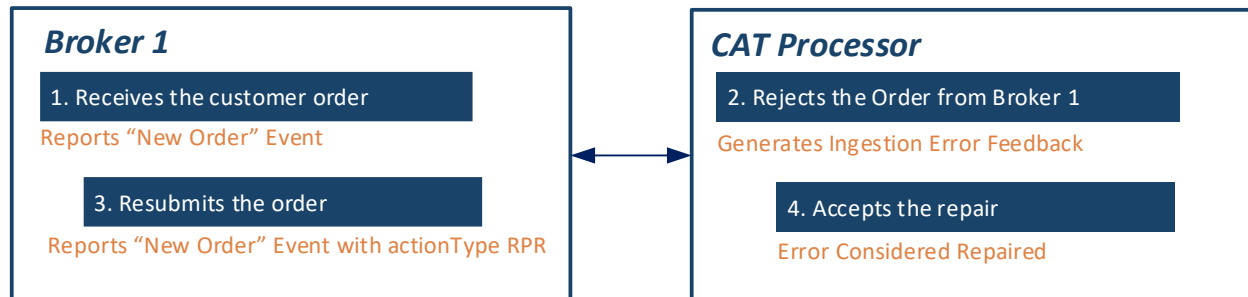 Broker 1
1. Receives the customer order
Reports “New Order” Event
3. Resubmits the order
Reports “New Order” Event with actionType RPR
CAT Processor
2. Rejects the Order from Broker 1
Generates Ingestion Error Feedback
4. Accepts the repair
Error Considered Repaired